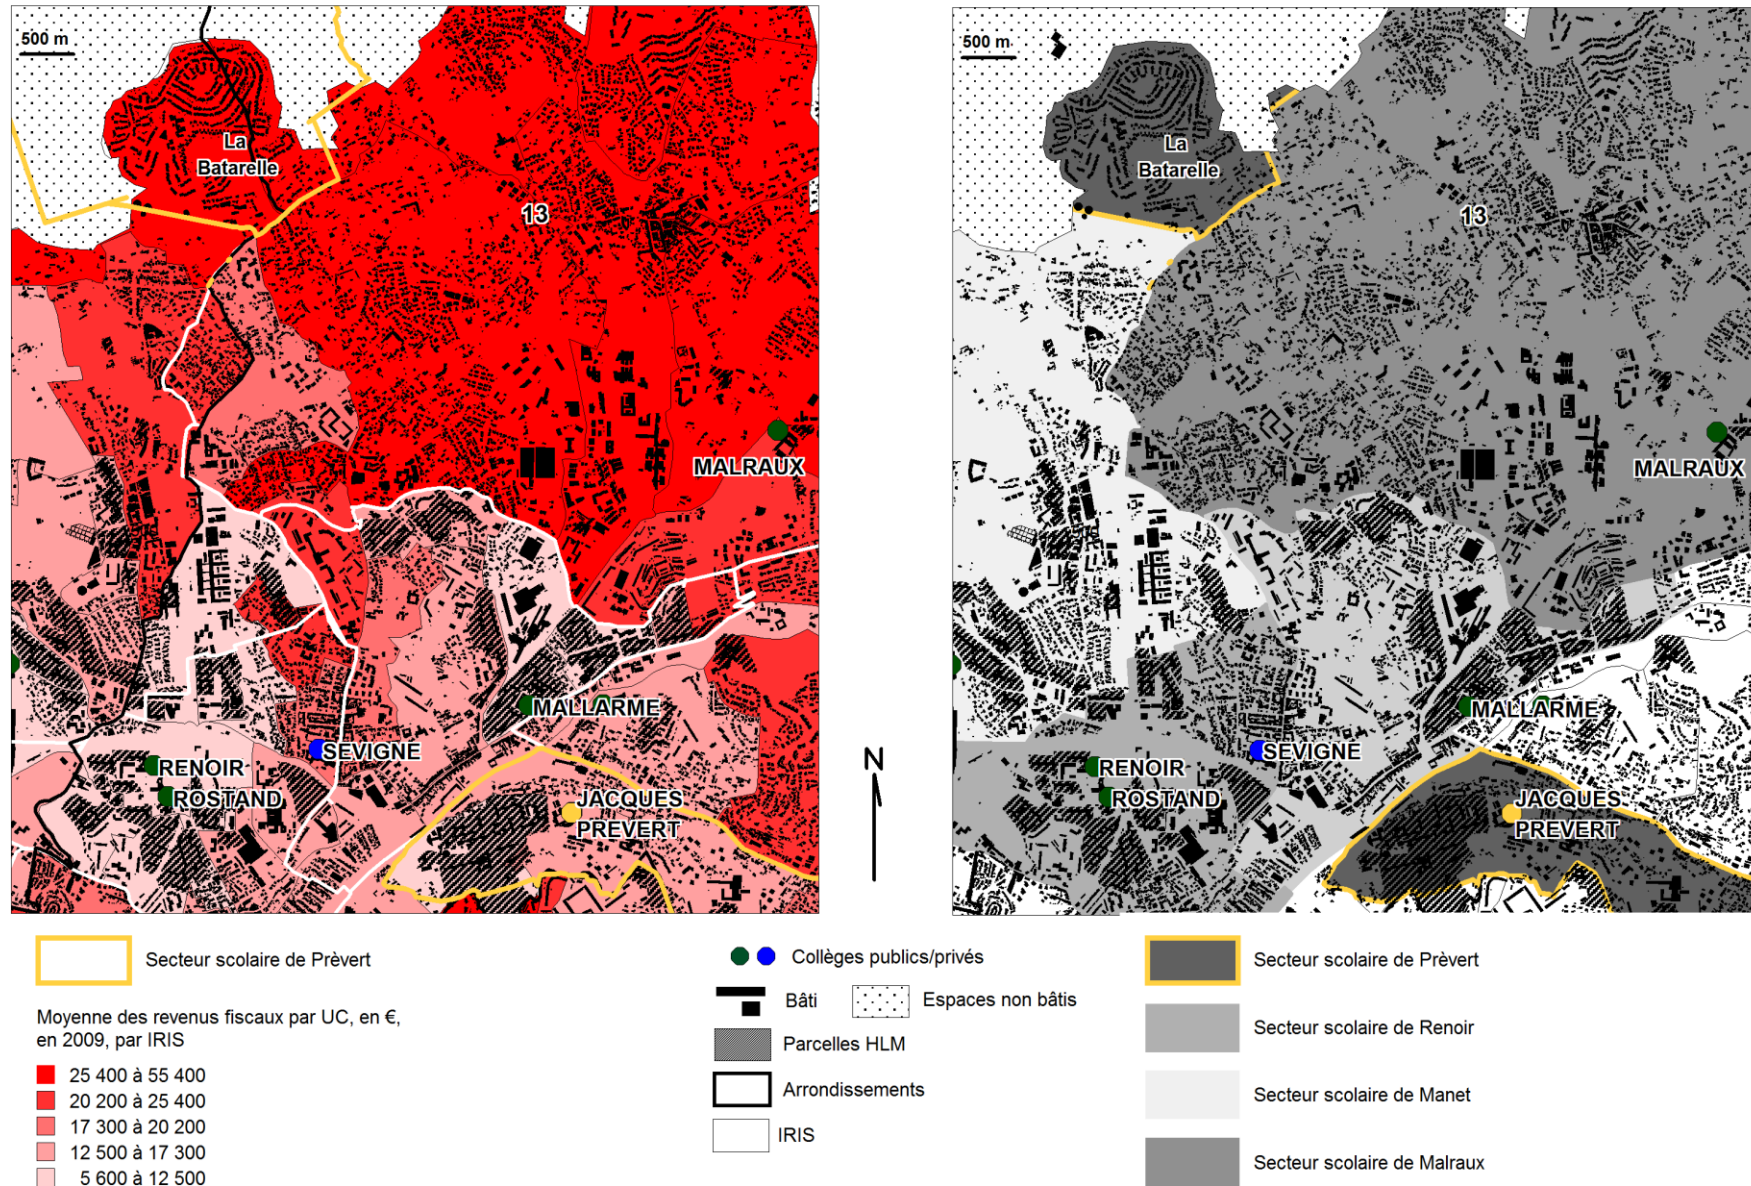 500 m
La
Batarelle
13
MALRAUX
MALLARME
SEVIGNE
RENOIR
ROSTAND
JACQUES
PREVERT
N
500 m
La
Batarelle
13
MALRAUX
MALLARME
SEVIGNE
RENOIR
ROSTAND
JACQUES
PREVERT
Secteur scolaire de Prèvert
Moyenne des revenus fiscaux par UC, en €,
en 2009, par IRIS
25 400 à 55 400
20 200 à 25 400
17 300 à 20 200
12 500 à 17 300
5 600 à 12 500
Collèges publics/privés
Bâti
Espaces non bâtis
Parcelles HLM
Arrondissements
IRIS
Secteur scolaire de Prèvert
Secteur scolaire de Renoir
Secteur scolaire de Manet
Secteur scolaire de Malraux